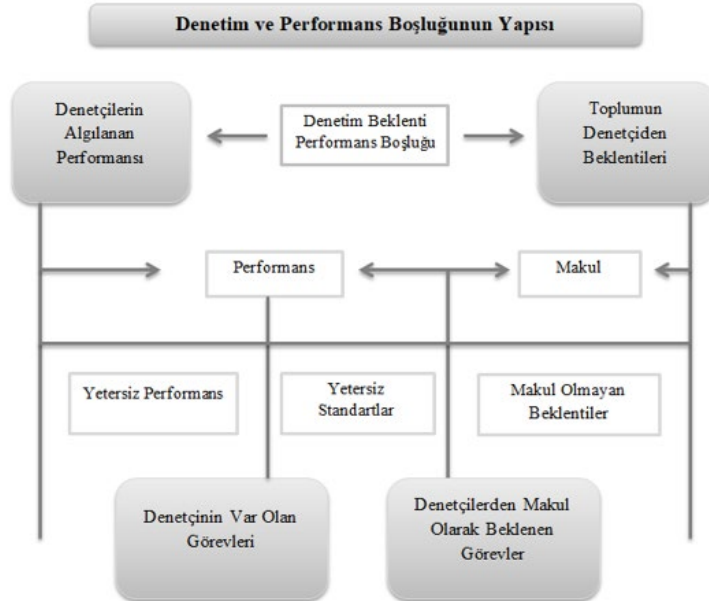 Denetim ve Performans Boşluğunun Yapısı
Denetçilerin
Algılanan
Performansı
Denetim Beklenti
Performans Boşluğu
Toplumun
Denetçiden
Beklentileri
Performans
Makul
Yetersiz Performans
Yetersiz
Standartlar
Makul Olmayan
Beklentiler
Denetçinin Var Olan
Görevleri
Denetçilerden Makul
Olarak Beklenen
Görevler